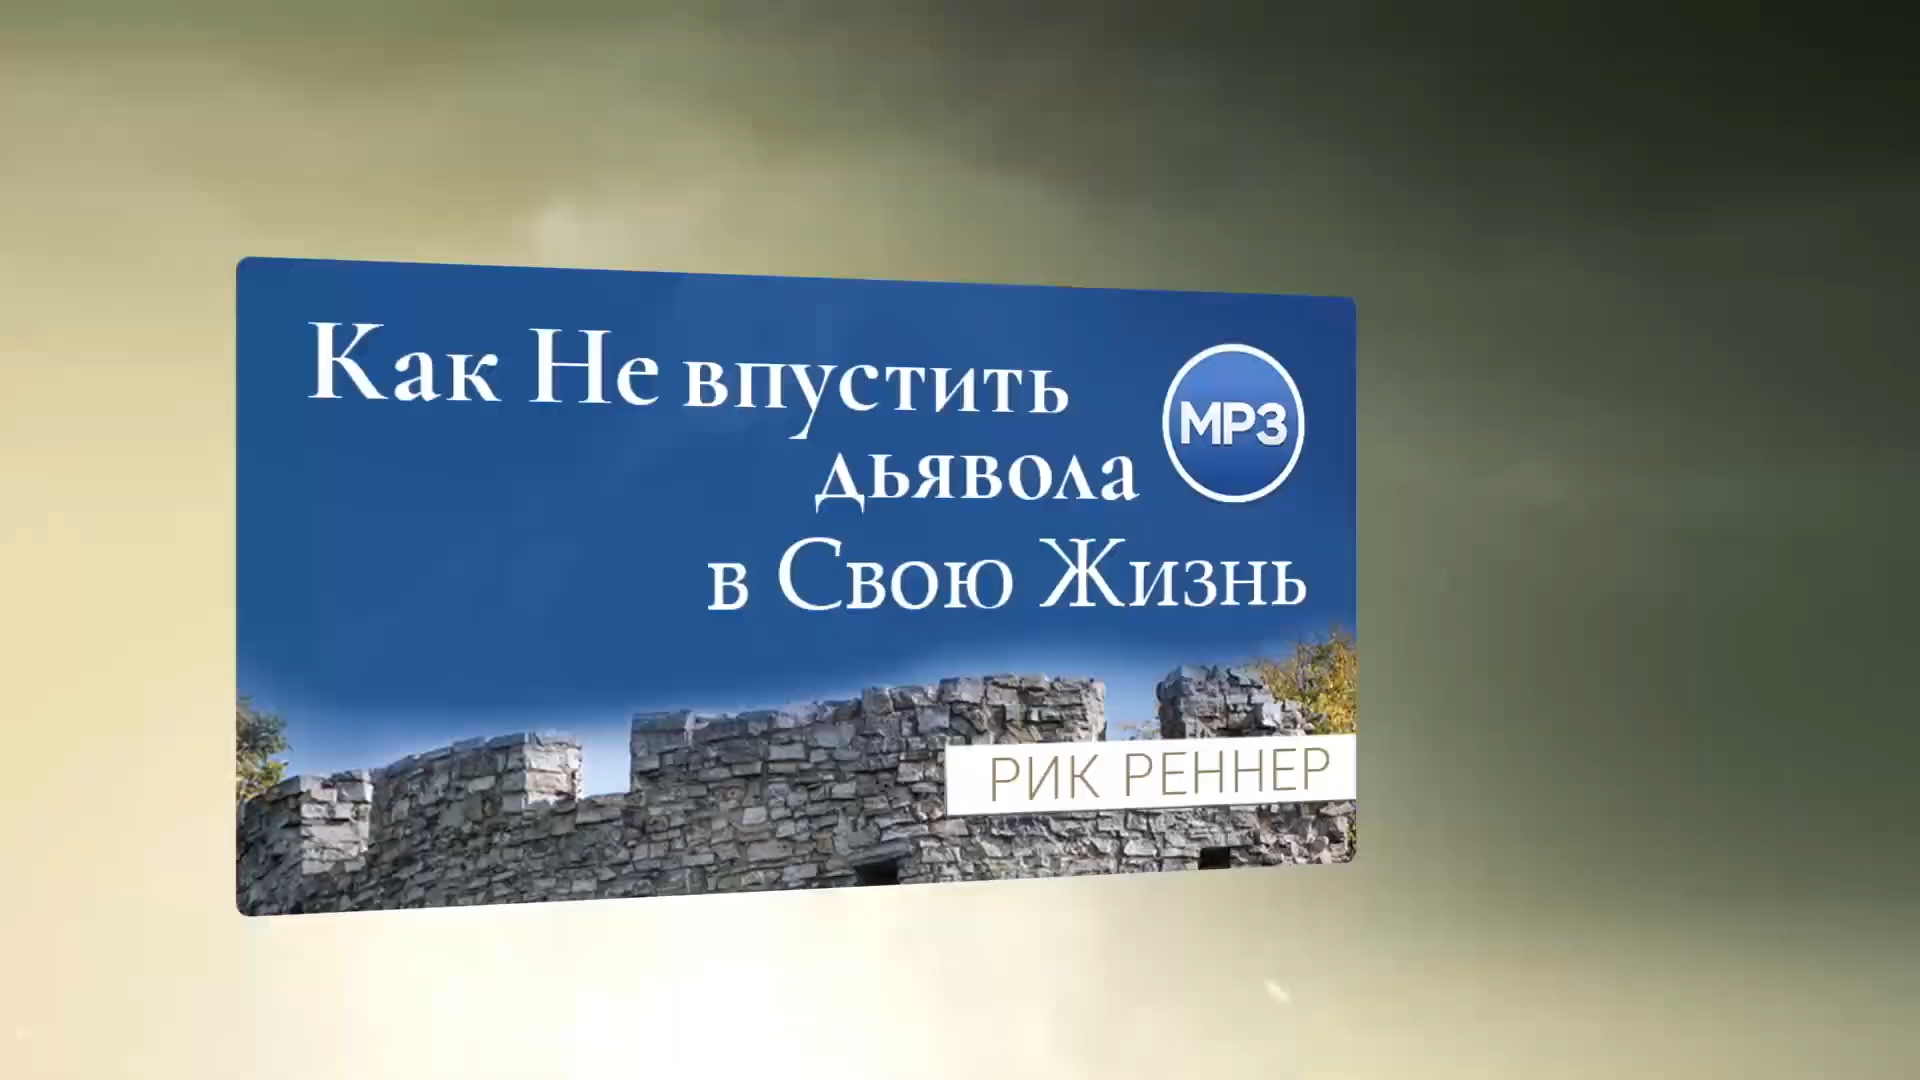 Как Не впустить
дьявола
в Свою Жизнь
MP3
РИК РЕННЕР